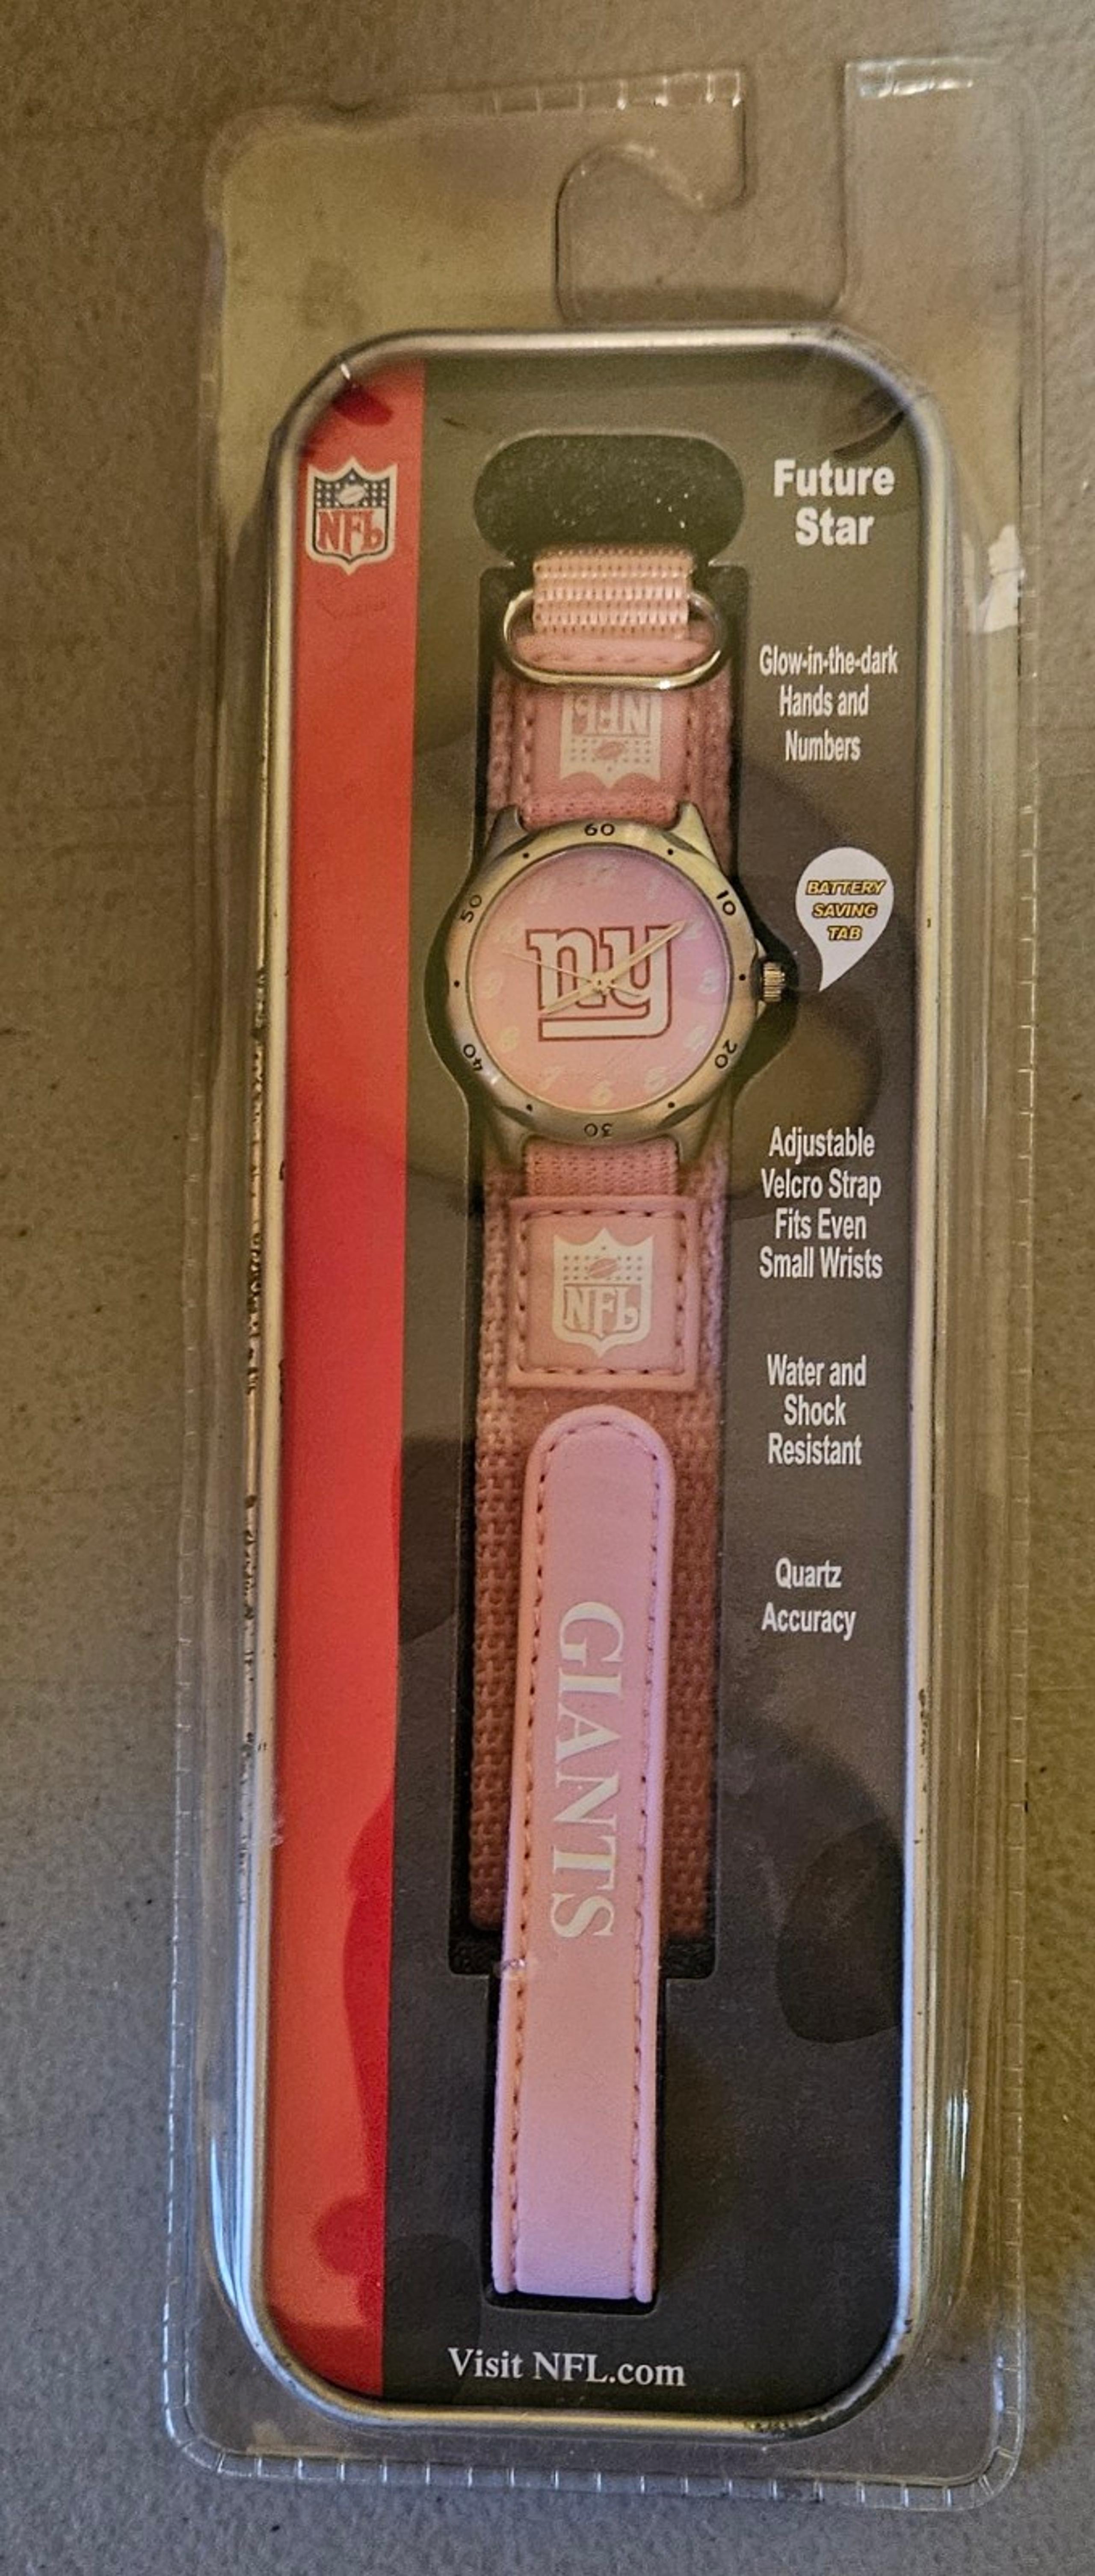 NFL
Future
Star
Glow-in-the-dark
Hands and
Numbers
NFL
60
10
20
30
40
50
ny
BATTERY
SAVING
TAB
Adjustable
Velcro Strap
Fits Even
Small Wrists
NFL
Water and
Shock
Resistant
Quartz
Accuracy
GIANTS
Visit NFL.com